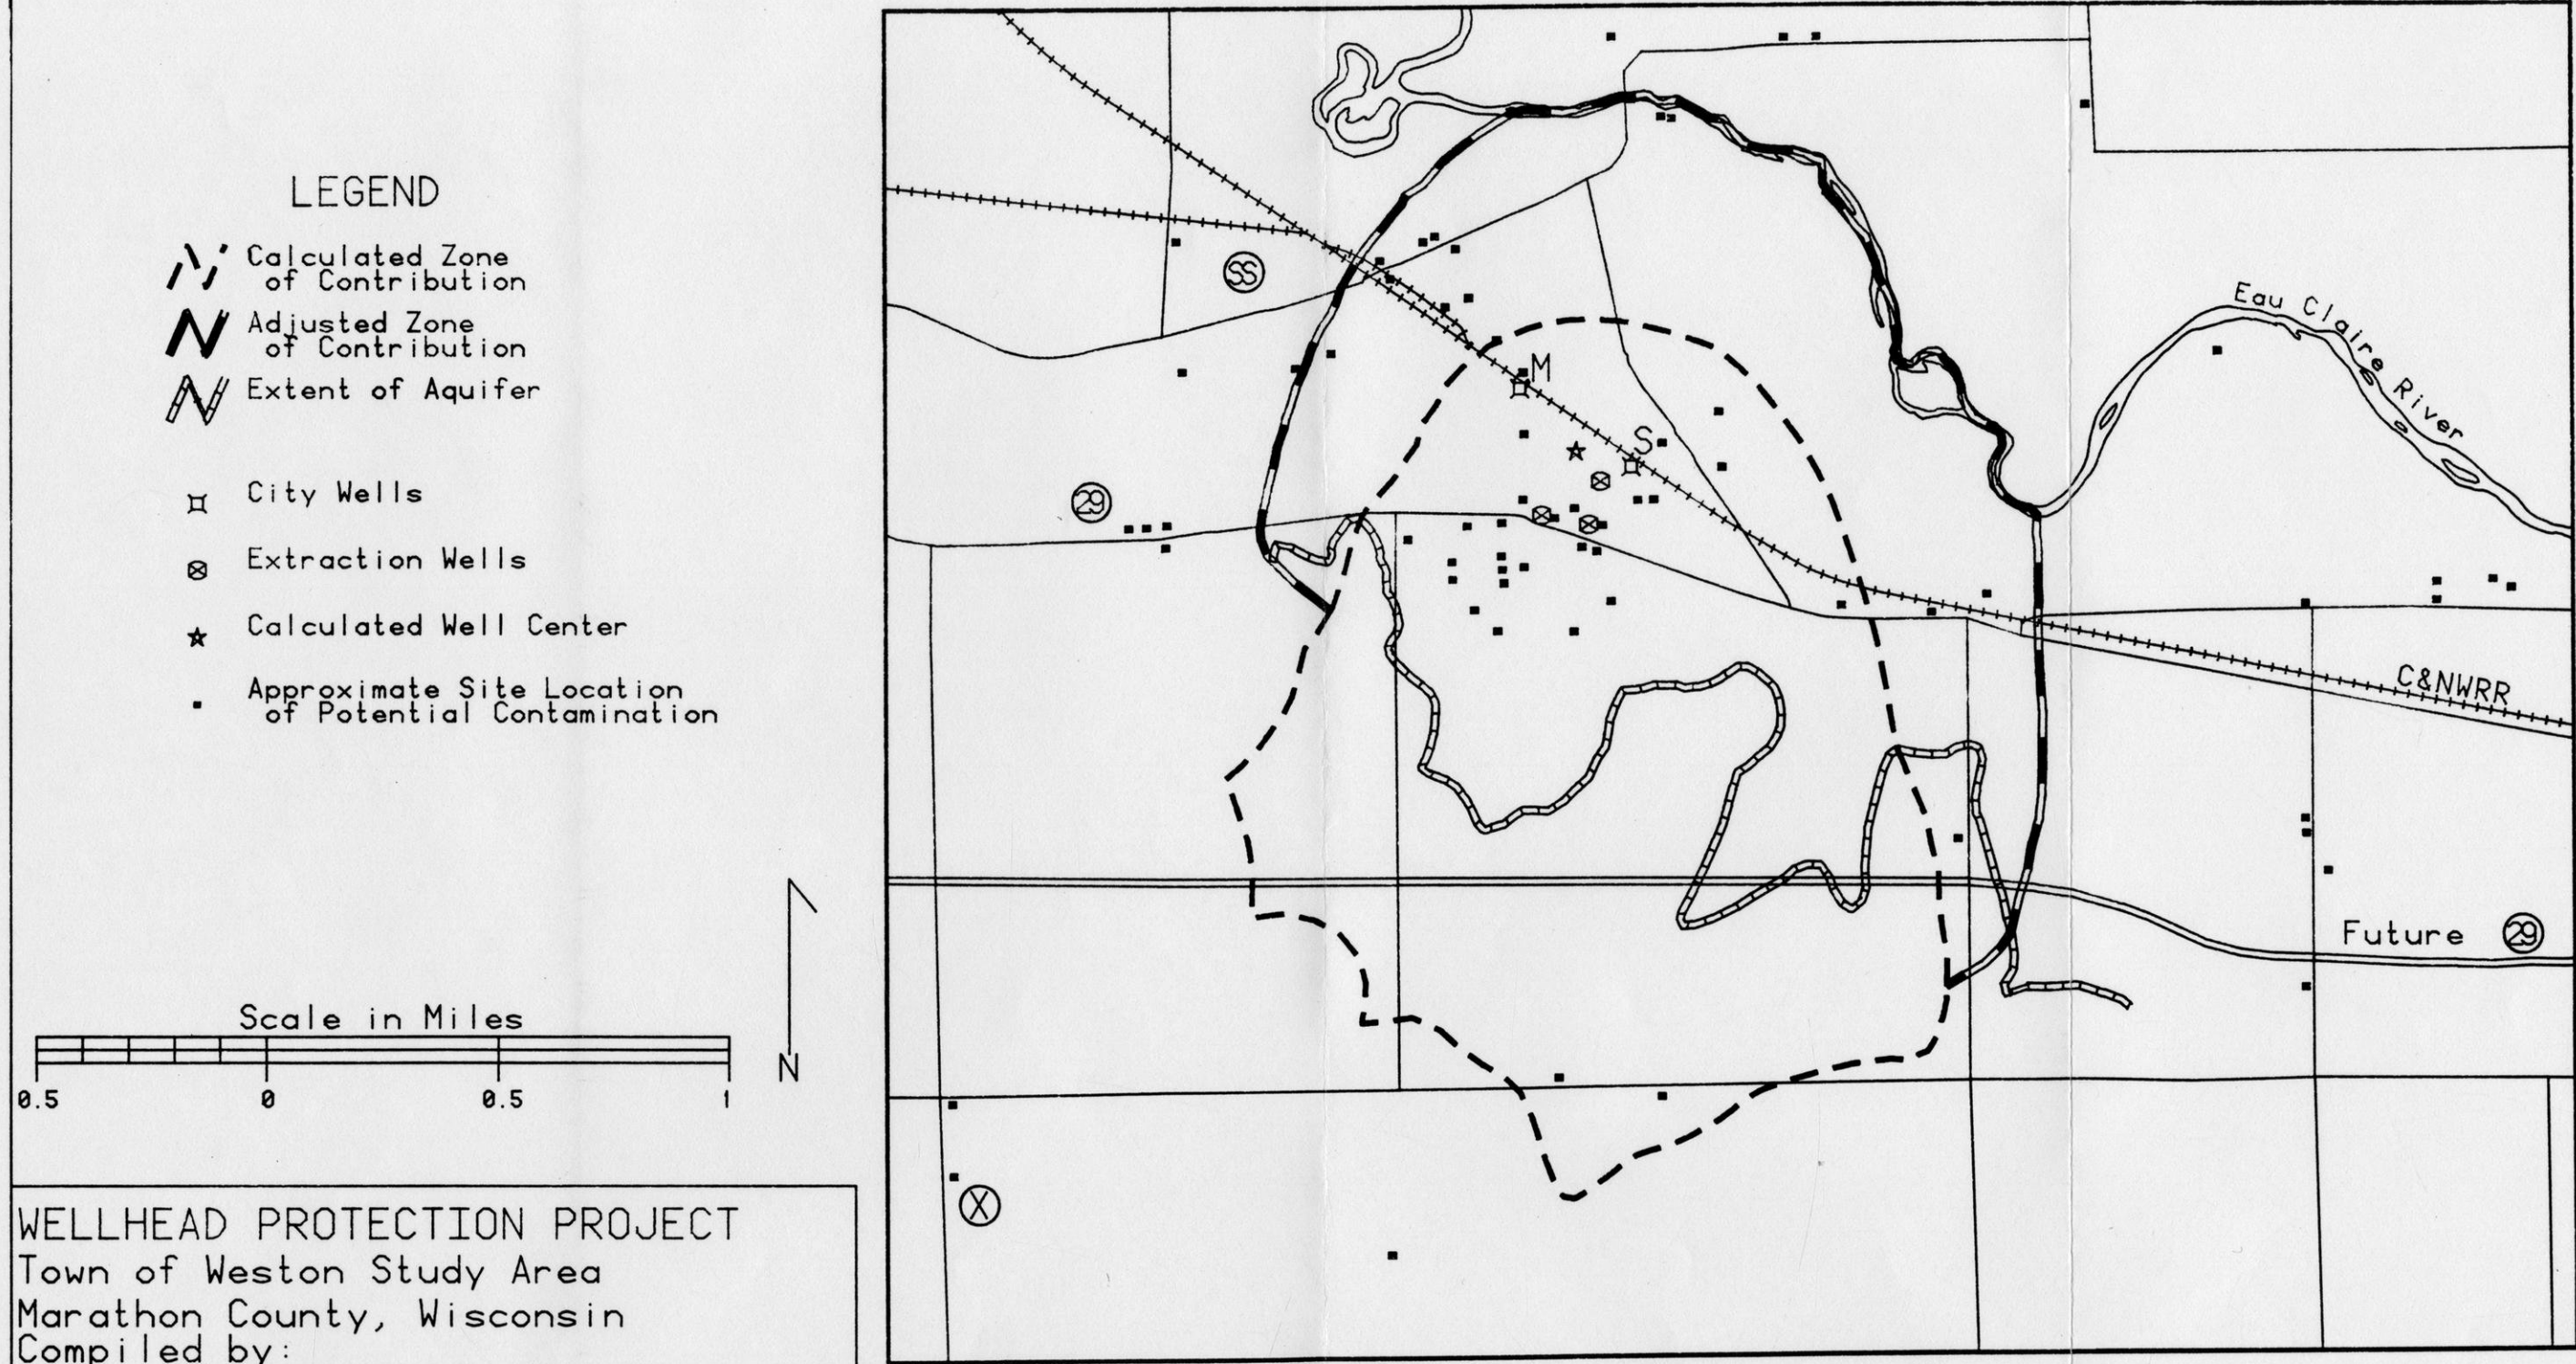 LEGEND
Calculated Zone
of Contribution
Adjusted Zone
of Contribution
Extent of Aquifer
City Wells
Extraction Wells
Calculated Well Center
Approximate Site Location
of Potential Contamination
Scale in Miles
0.5 0 0.5 1
N
WELLHEAD PROTECTION PROJECT
Town of Weston Study Area
Marathon County, Wisconsin
Compiled by:
SS
29
M
S
Eau Claire River
C&NWRR
Future 29
X